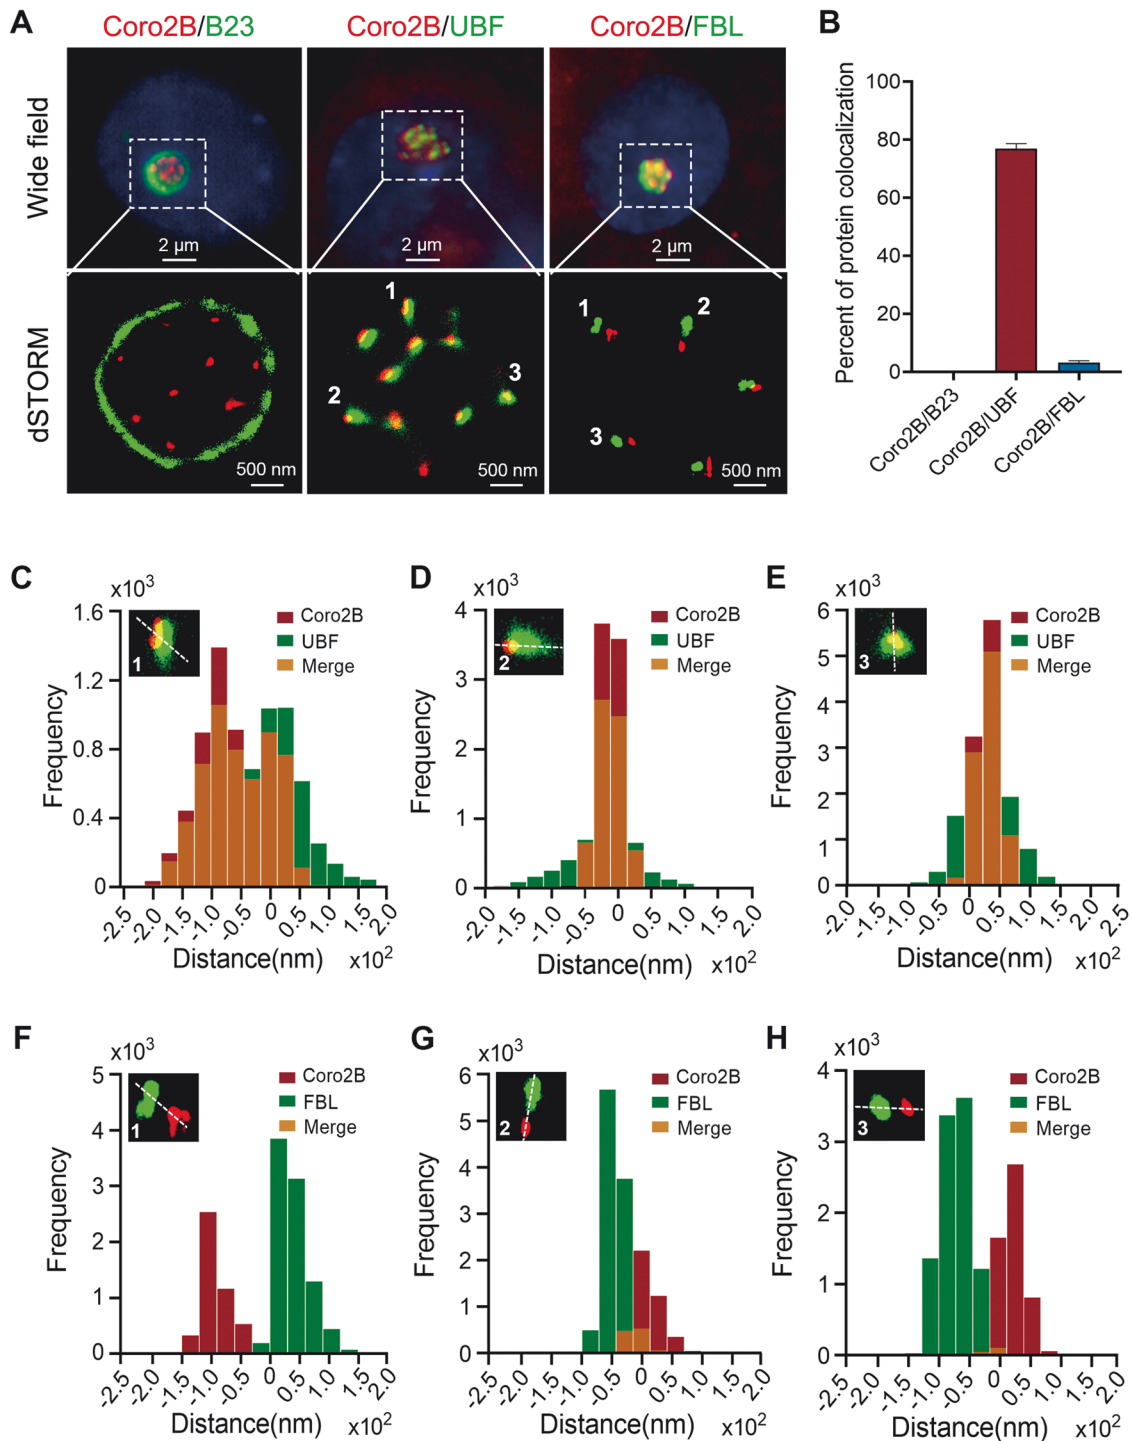 A
Coro2B/B23
Coro2B/UBF
Coro2B/FBL
Wide field
2 µm
2 µm
2 µm
dSTORM
500 nm
1
2
3
500 nm
1
2
3
500 nm
B
Percent of protein colocalization
100
80
60
40
20
0
Coro2B/B23
Coro2B/UBF
Coro2B/FBL
C
x10³
Frequency
1.6
1.2
0.8
0.4
0
1
Coro2B
UBF
Merge
-2.5 -2.0 -1.5 -1.0 -0.5 0 0.5 1.0 1.5 2.0
Distance(nm) x10²
D
x10³
Frequency
4
3
2
1
0
2
Coro2B
UBF
Merge
-2.0 -1.5 -1.0 -0.5 0 0.5 1.0 1.5 2.0
Distance(nm) x10²
E
x10³
Frequency
6
5
4
3
2
1
0
3
Coro2B
UBF
Merge
-2.0 -1.5 -1.0 -0.5 0 0.5 1.0 1.5 2.0 2.5
Distance(nm) x10²
F
x10³
Frequency
5
4
3
2
1
0
1
Coro2B
FBL
Merge
-2.5 -2.0 -1.5 -1.0 -0.5 0 0.5 1.0 1.5 2.0
Distance(nm) x10²
G
x10³
Frequency
6
5
4
3
2
1
0
2
Coro2B
FBL
Merge
-2.5 -2.0 -1.5 -1.0 -0.5 0 0.5 1.0 1.5 2.0
Distance(nm) x10²
H
x10³
Frequency
4
3
2
1
0
3
Coro2B
FBL
Merge
-2.5 -2.0 -1.5 -1.0 -0.5 0 0.5 1.0 1.5 2.0
Distance(nm) x10²